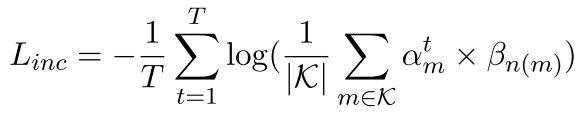 L_{inc} = -\frac{1}{T} \sum_{t=1}^{T} \log(\frac{1}{|\mathcal{K}|} \sum_{m \in \mathcal{K}} \alpha_m^t \times \beta_{n(m)})